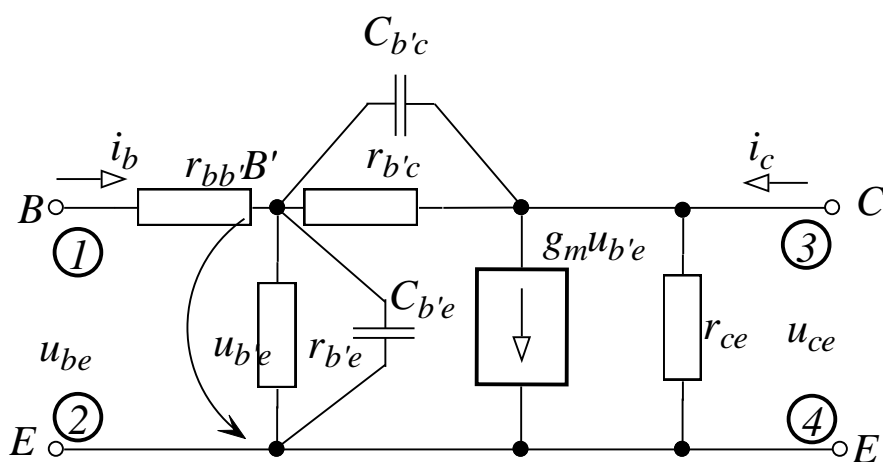 C_{b'c}
i_b
r_{bb'}
B'
r_{b'c}
i_c
B
C
1
3
g_m u_{b'e}
C_{b'e}
u_{be}
u_{b'e}
r_{b'e}
r_{ce}
u_{ce}
2
4
E
E